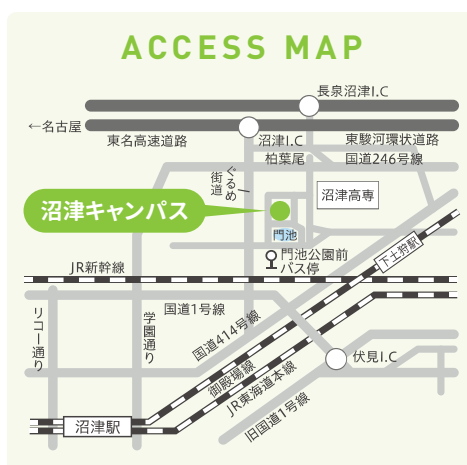 ACCESS MAP
長泉沼津I.C
←名古屋
東名高速道路
沼津I.C
東駿河環状道路
柏葉尾
国道246号線
ぐるめ
街道
沼津高専
沼津キャンパス
門池
門池公園前
バス停
下土狩駅
JR新幹線
国道1号線
リコー通り
学園通り
国道414号線
伏見I.C
御殿場線
JR東海道本線
旧国道1号線
沼津駅